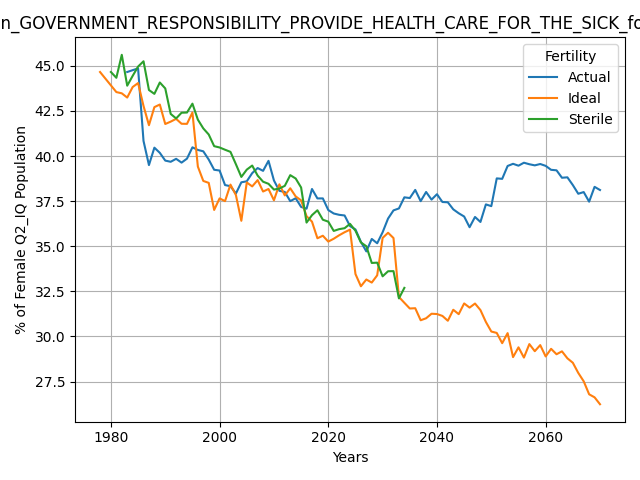 n_GOVERNMENT_RESPONSIBILITY_PROVIDE_HEALTH_CARE_FOR_THE_SICK_fo
Fertility
Actual
Ideal
Sterile
% of Female Q2_IQ Population
45.0
42.5
40.0
37.5
35.0
32.5
30.0
27.5
1980
2000
2020
2040
2060
Years